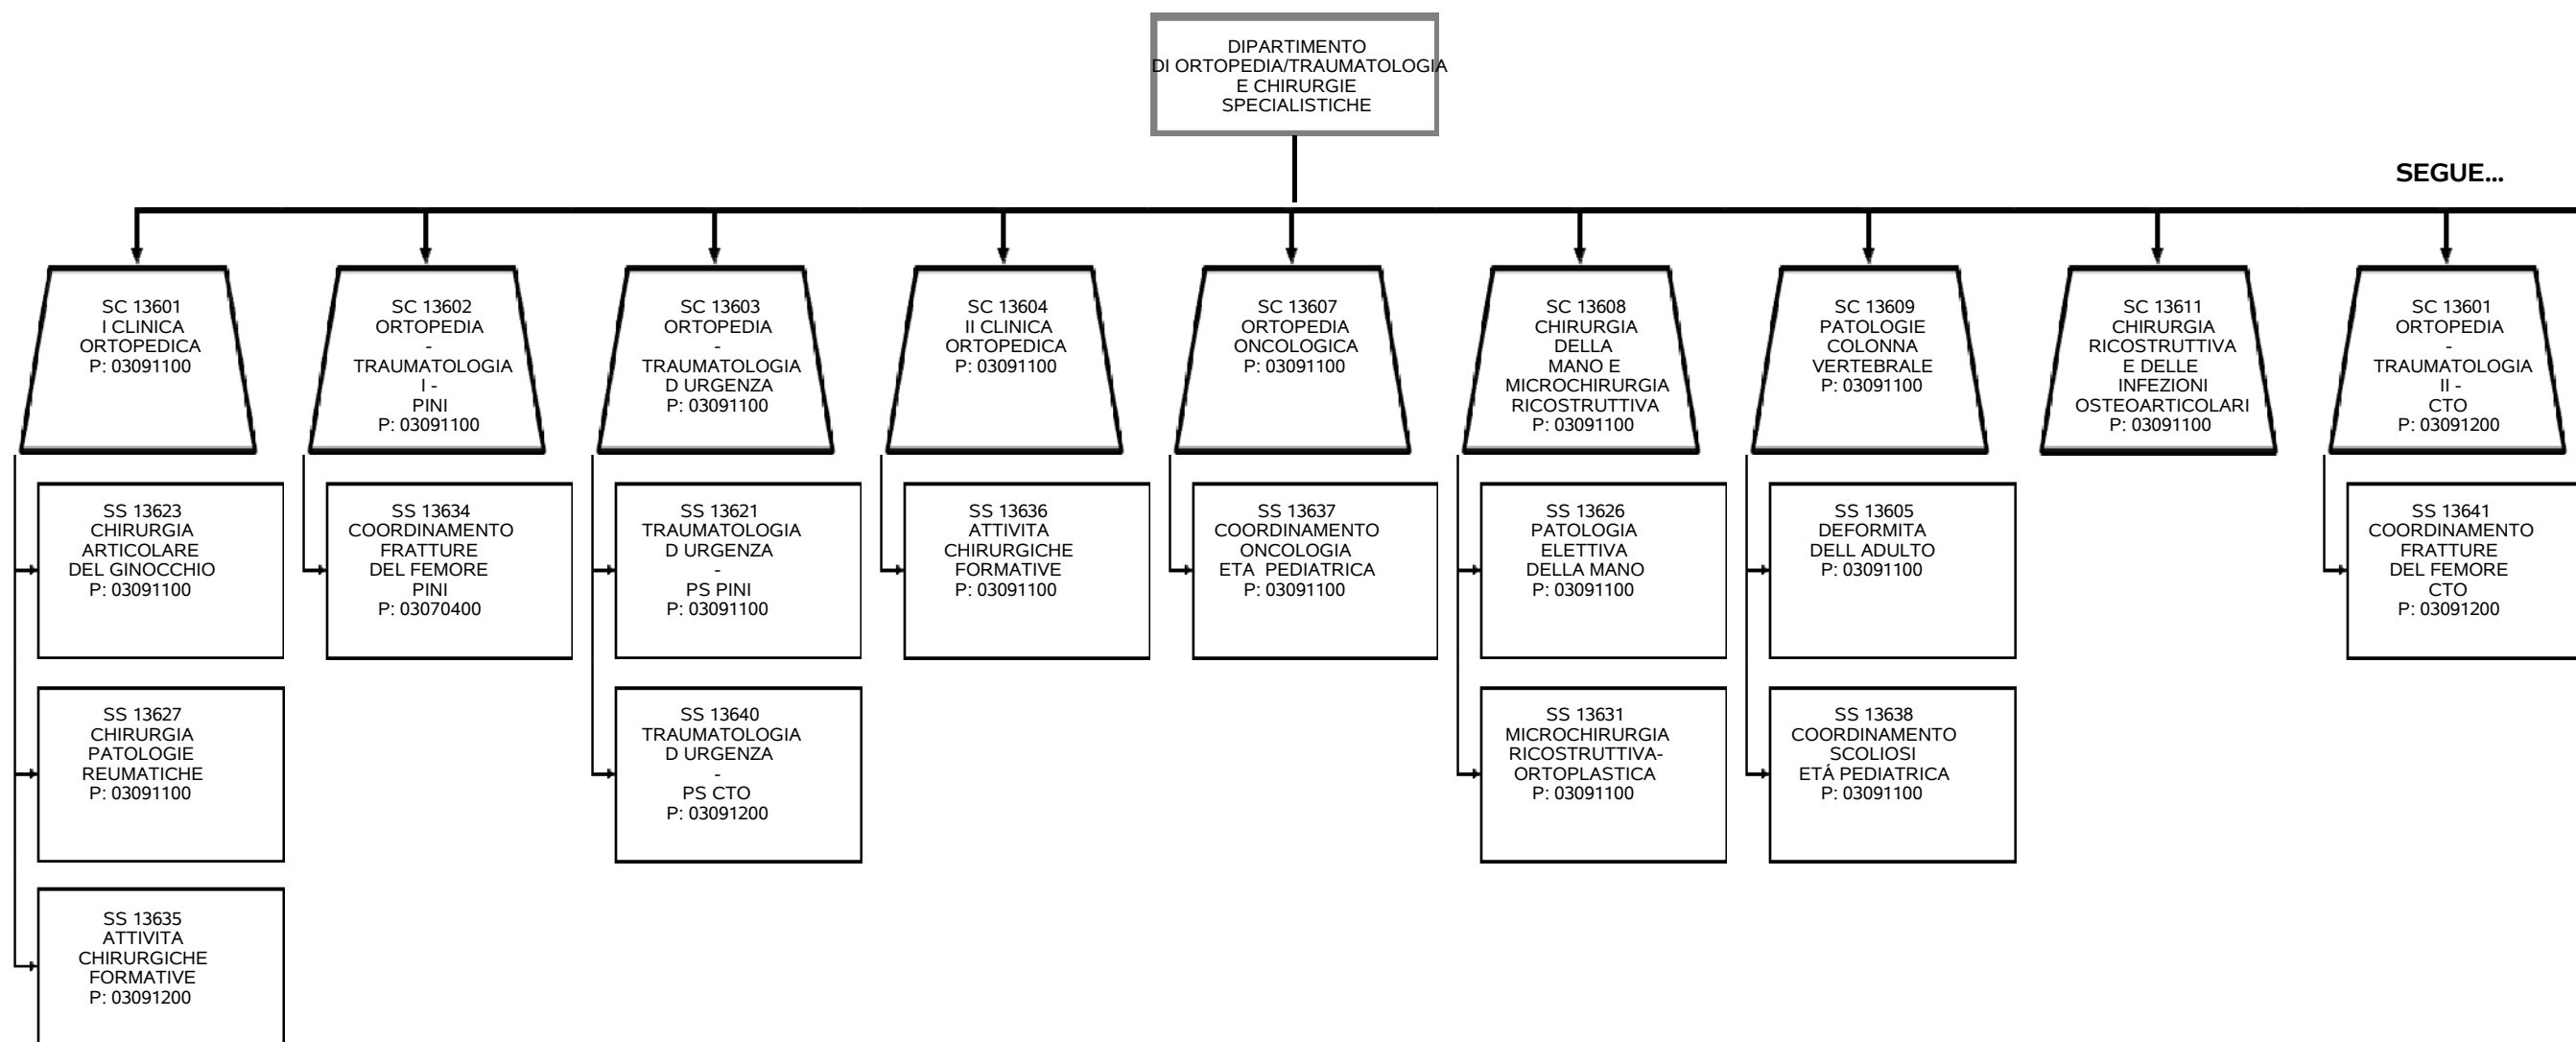 DIPARTIMENTO
DI ORTOPEDIA/TRAUMATOLOGIA
E CHIRURGIE
SPECIALISTICHE
SEGUE...
SC 13601
I CLINICA
ORTOPEDICA
P: 03091100
SC 13602
ORTOPEDIA
-
TRAUMATOLOGIA
I -
PINI
P: 03091100
SC 13603
ORTOPEDIA
-
TRAUMATOLOGIA
D URGENZA
P: 03091100
SC 13604
II CLINICA
ORTOPEDICA
P: 03091100
SC 13607
ORTOPEDIA
ONCOLOGICA
P: 03091100
SC 13608
CHIRURGIA
DELLA
MANO E
MICROCHIRURGIA
RICOSTRUTTIVA
P: 03091100
SC 13609
PATOLOGIE
COLONNA
VERTEBRALE
P: 03091100
SC 13611
CHIRURGIA
RICOSTRUTTIVA
E DELLE
INFEZIONI
OSTEOARTICOLARI
P: 03091100
SC 13601
ORTOPEDIA
-
TRAUMATOLOGIA
II -
CTO
P: 03091200
SS 13623
CHIRURGIA
ARTICOLARE
DEL GINOCCHIO
P: 03091100
SS 13634
COORDINAMENTO
FRATTURE
DEL FEMORE
PINI
P: 03070400
SS 13621
TRAUMATOLOGIA
D URGENZA
-
PS PINI
P: 03091100
SS 13636
ATTIVITA
CHIRURGICHE
FORMATIVE
P: 03091100
SS 13637
COORDINAMENTO
ONCOLOGIA
ETA  PEDIATRICA
P: 03091100
SS 13626
PATOLOGIA
ELETTIVA
DELLA MANO
P: 03091100
SS 13605
DEFORMITA
DELL ADULTO
P: 03091100
SS 13641
COORDINAMENTO
FRATTURE
DEL FEMORE
CTO
P: 03091200
SS 13627
CHIRURGIA
PATOLOGIE
REUMATICHE
P: 03091100
SS 13640
TRAUMATOLOGIA
D URGENZA
-
PS CTO
P: 03091200
SS 13631
MICROCHIRURGIA
RICOSTRUTTIVA-
ORTOPLASTICA
P: 03091100
SS 13638
COORDINAMENTO
SCOLIOSI
ETÁ PEDIATRICA
P: 03091100
SS 13635
ATTIVITA
CHIRURGICHE
FORMATIVE
P: 03091200